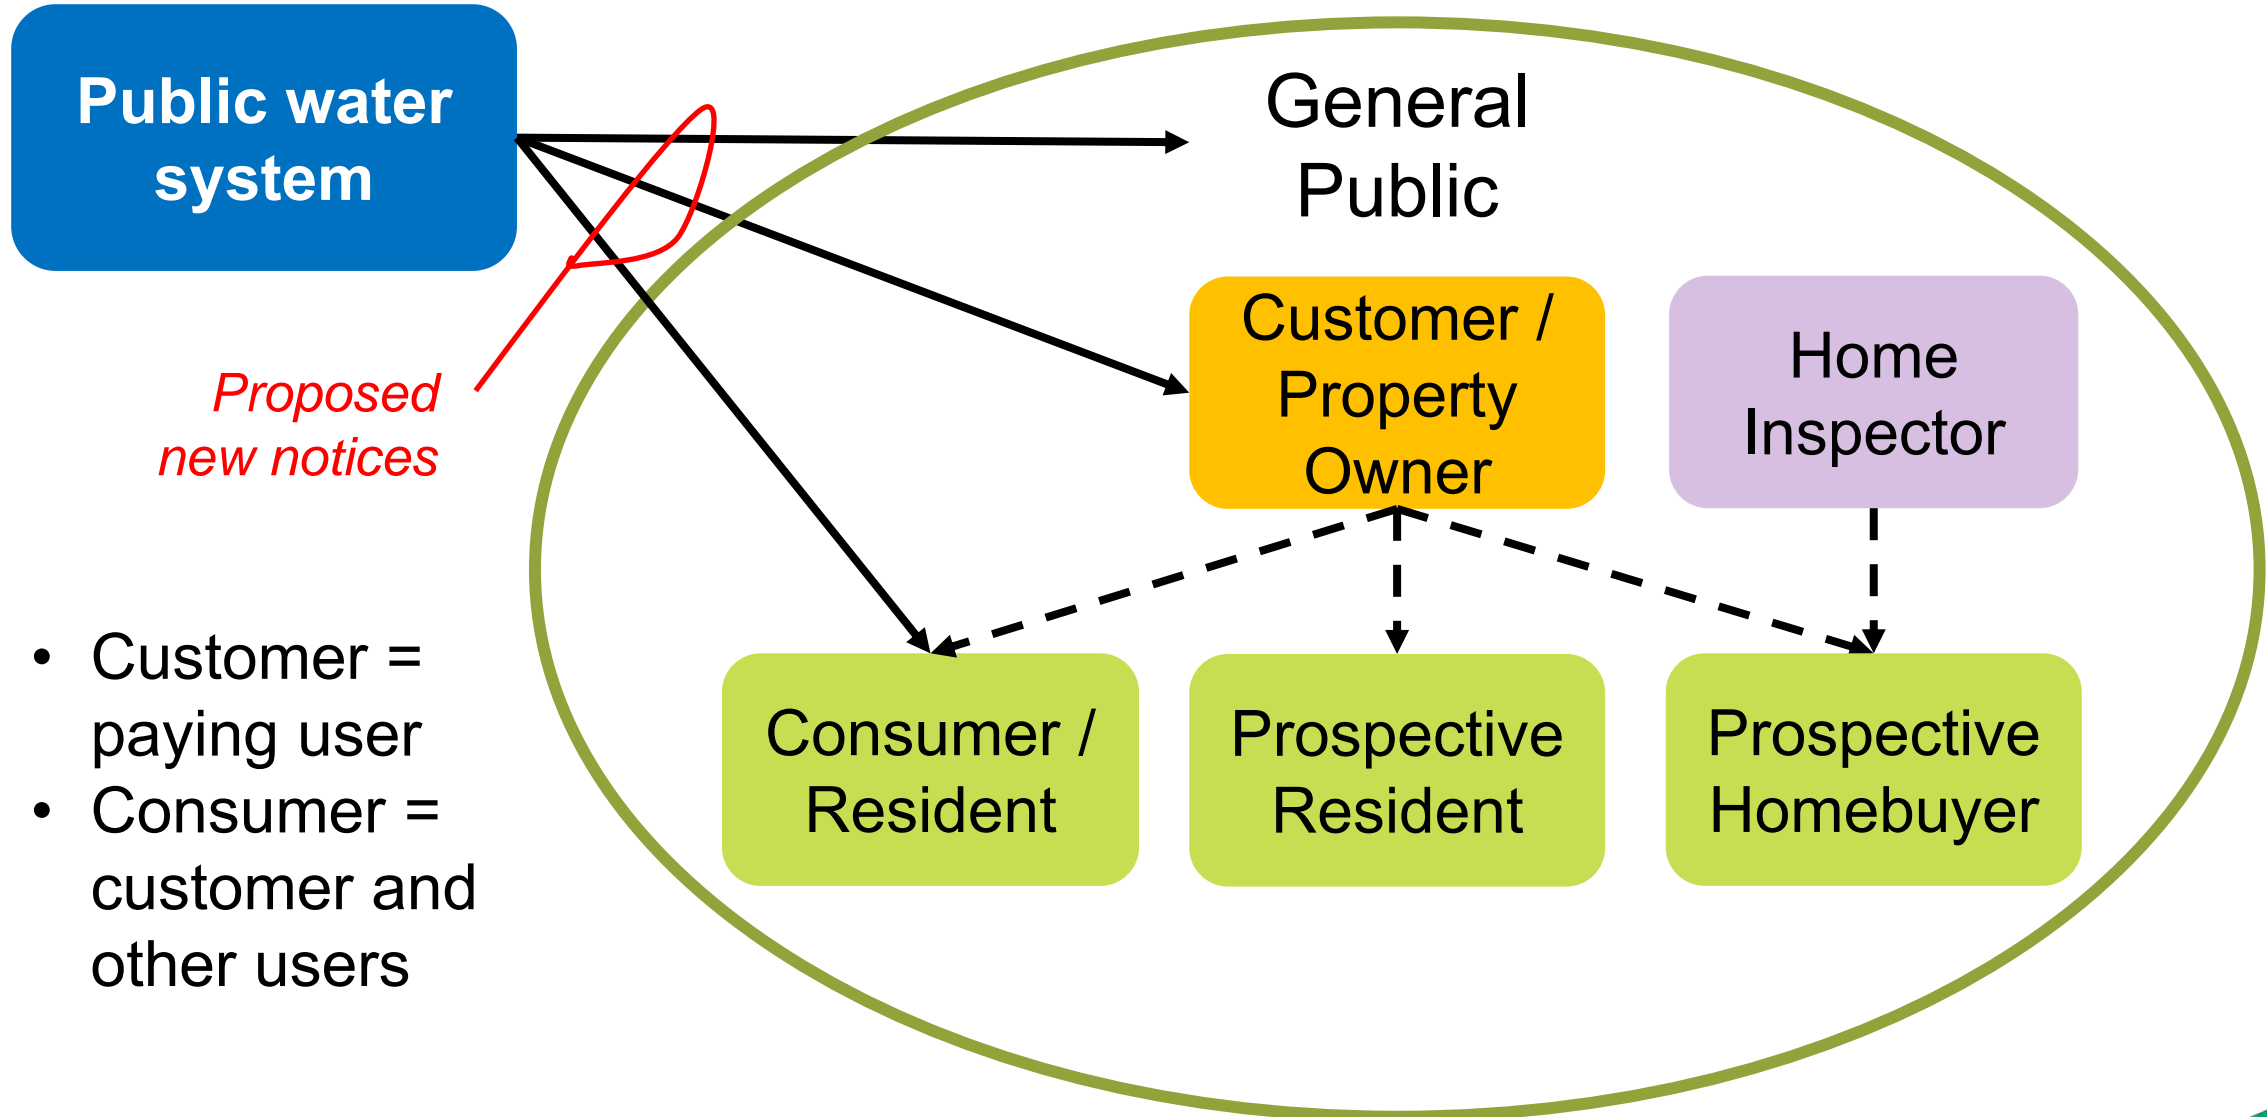 Public water
system
General
Public
Customer /
Property
Owner
Home
Inspector
Proposed
new notices
• Customer =
paying user
• Consumer =
customer and
other users
Consumer /
Resident
Prospective
Resident
Prospective
Homebuyer